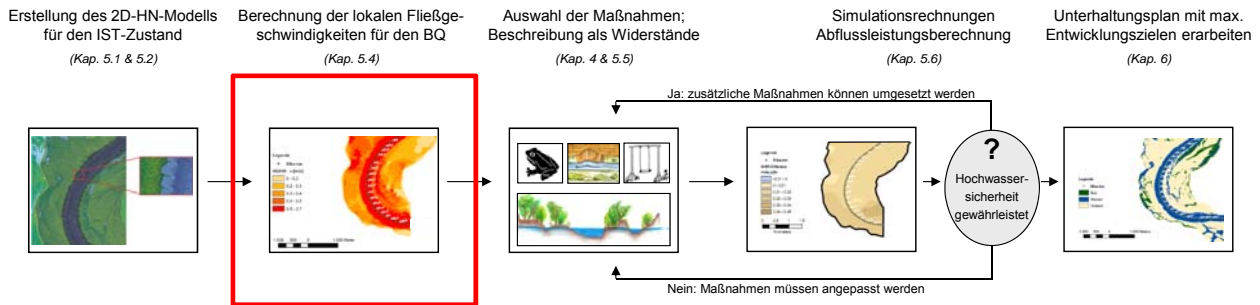 Erstellung des 2D-HN-Modells
für den IST-Zustand
(Kap. 5.1 & 5.2)
Berechnung der lokalen Fließge-
schwindigkeiten für den BQ
(Kap. 5.4)
Auswahl der Maßnahmen;
Beschreibung als Widerstände
(Kap. 4 & 5.5)
Simulationsrechnungen
Abflussleistungsberechnung
(Kap. 5.6)
Unterhaltungsplan mit max.
Entwicklungszielen erarbeiten
(Kap. 6)
Ja: zusätzliche Maßnahmen können umgesetzt werden
?
Hochwasser-
sicherheit
gewährleistet
Nein: Maßnahmen müssen angepasst werden